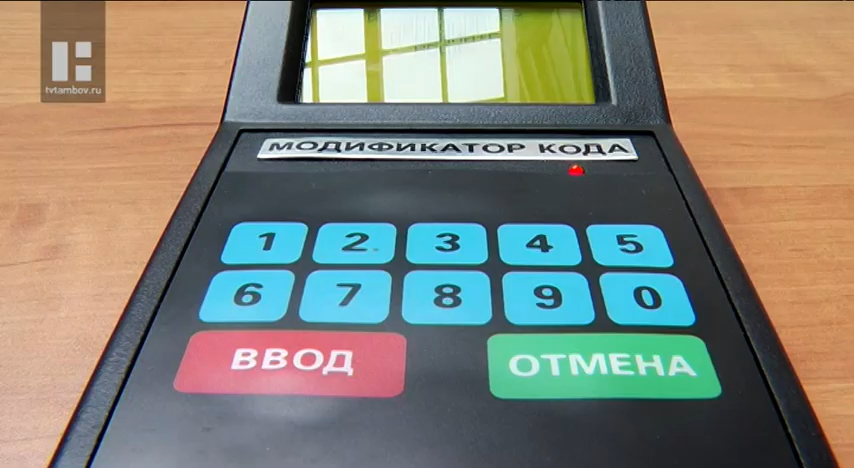 tvtambov.ru
МОДИФИКАТОР КОДА
1 2 3 4 5
6 7 8 9 0
ВВОД ОТМЕНА